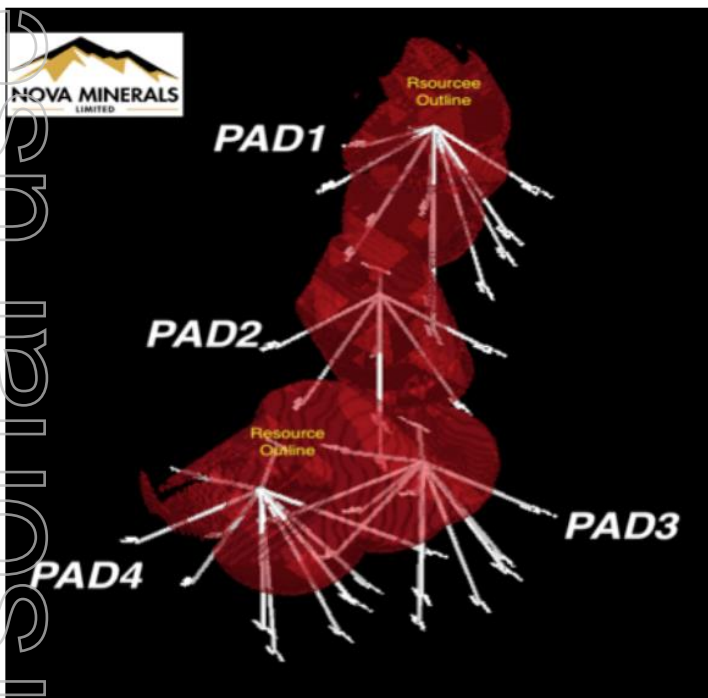 NOVA MINERALS
LIMITED
Rsourcee
Outline
PAD1
PAD2
Resource
Outline
PAD3
PAD4